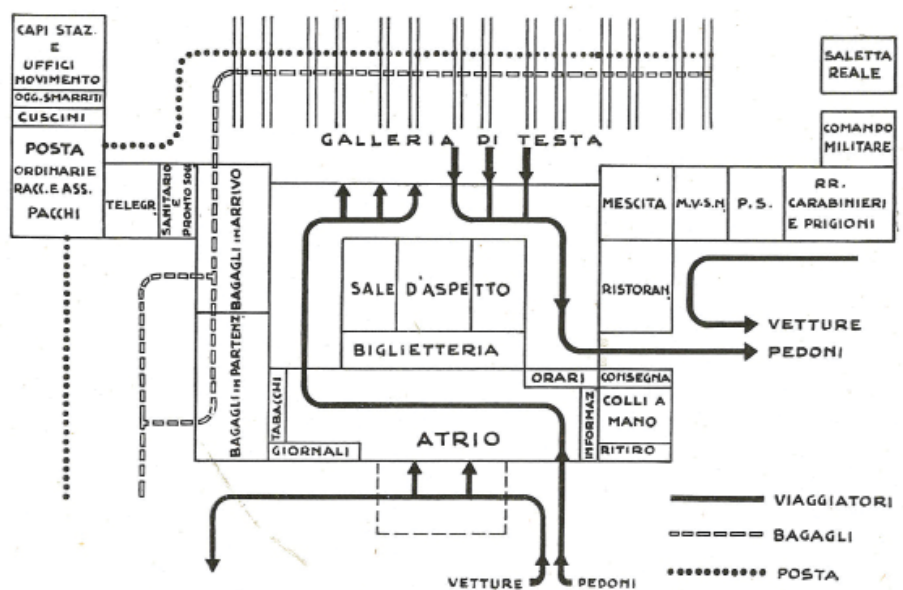 CAPI STAZ.
E
UFFICI
MOVIMENTO
OGG. SMARRITI
CUSCINI
POSTA
ORDINARIE
RACC. E ASS.
PACCHI
TELEGR.
SANITARIO
E
PRONTO SOC
BAGAGLI IN ARRIVO
BAGAGLI IN PARTENZ
GALLERIA DI TESTA
SALETTA
REALE
COMANDO
MILITARE
MESCITA
M.V.S.N.
P.S.
RR.
CARABINIERI
E PRIGIONI
SALE D'ASPETTO
BIGLIETTERIA
RISTORAN.
VETTURE
PEDONI
ORARI
CONSEGNA
COLLI A
MANO
RITIRO
INFORMAZ
TABACCHI
GIORNALI
ATRIO
VETTURE
PEDONI
VIAGGIATORI
BAGAGLI
POSTA